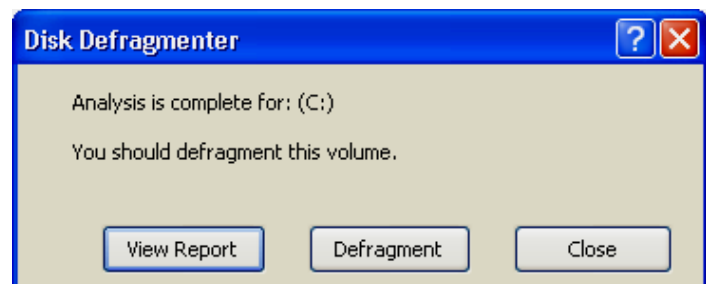 Disk Defragmenter
Analysis is complete for: (C:)
You should defragment this volume.
View Report Defragment Close